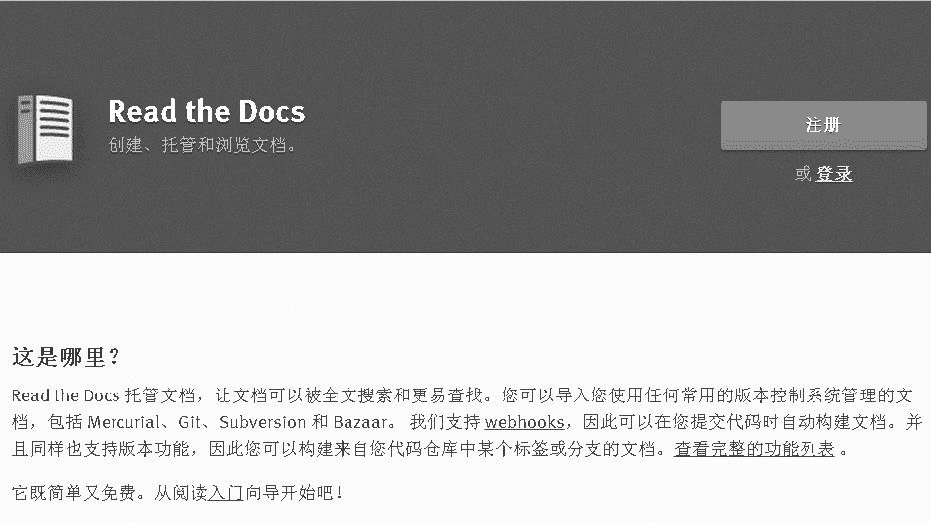 Read the Docs
创建、托管和浏览文档。
注册
或 登录
这是哪里？
Read the Docs 托管文档，让文档可以被全文搜索和更易查找。您可以导入您使用任何常用的版本控制系统管理的文
档，包括 Mercurial、Git、Subversion 和 Bazaar。 我们支持 webhooks，因此可以在您提交代码时自动构建文档。并
且同样也支持版本功能，因此您可以构建来自您代码仓库中某个标签或分支的文档。查看完整的功能列表 。
它既简单又免费。从阅读入门向导开始吧！